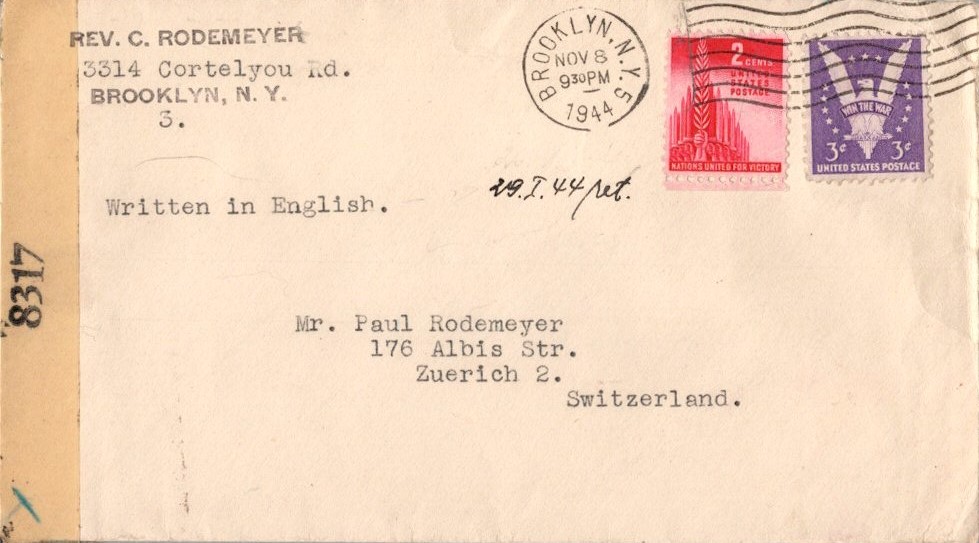 REV. C. RODEMEYER
3314 Cortelyou Rd.
BROOKLYN, N. Y.
3.
BROOKLYN, N.Y. 5
NOV 8
930PM
1944
2 CENTS
UNITED
STATES
POSTAGE
NATIONS UNITED FOR VICTORY
WIN THE WAR
3¢ 3¢
UNITED STATES POSTAGE
29.I.44/ret.
Written in English.
8317
Mr. Paul Rodemeyer
176 Albis Str.
Zuerich 2.
Switzerland.